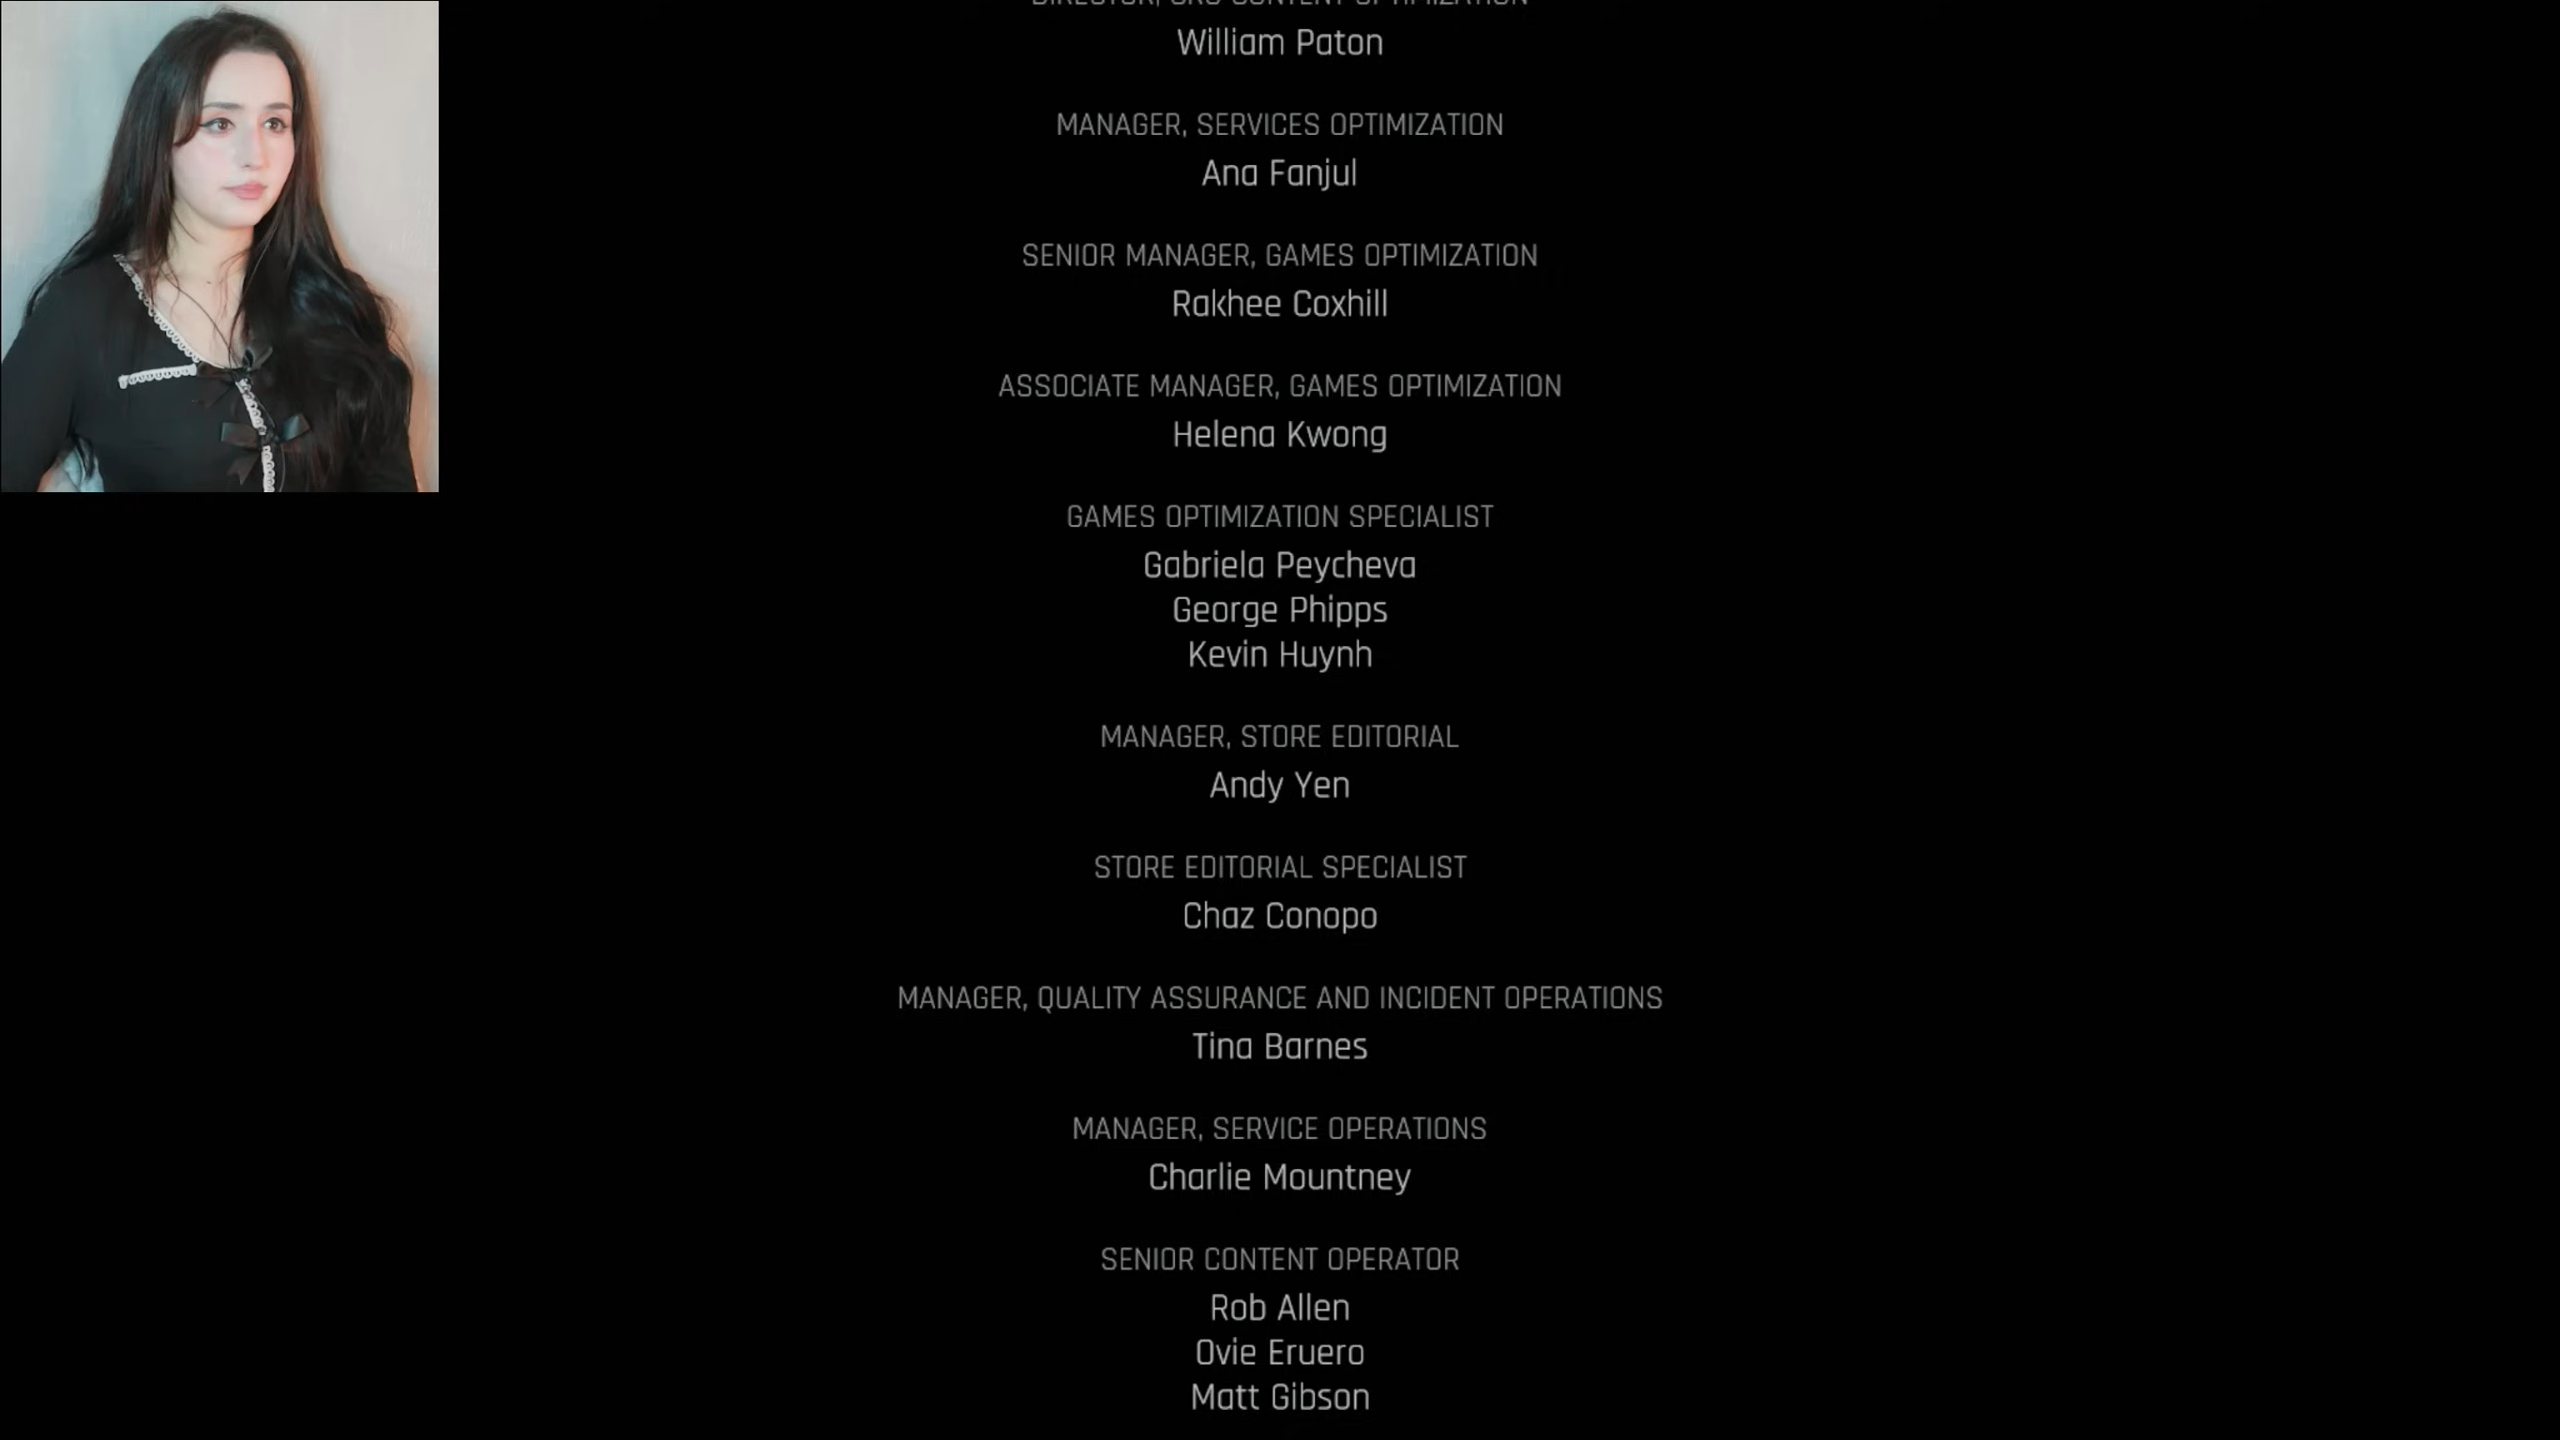 William Paton
MANAGER, SERVICES OPTIMIZATION
Ana Fanjul
SENIOR MANAGER, GAMES OPTIMIZATION
Rakhee Coxhill
ASSOCIATE MANAGER, GAMES OPTIMIZATION
Helena Kwong
GAMES OPTIMIZATION SPECIALIST
Gabriela Peycheva
George Phipps
Kevin Huynh
MANAGER, STORE EDITORIAL
Andy Yen
STORE EDITORIAL SPECIALIST
Chaz Conopo
MANAGER, QUALITY ASSURANCE AND INCIDENT OPERATIONS
Tina Barnes
MANAGER, SERVICE OPERATIONS
Charlie Mountney
SENIOR CONTENT OPERATOR
Rob Allen
Ovie Eruero
Matt Gibson